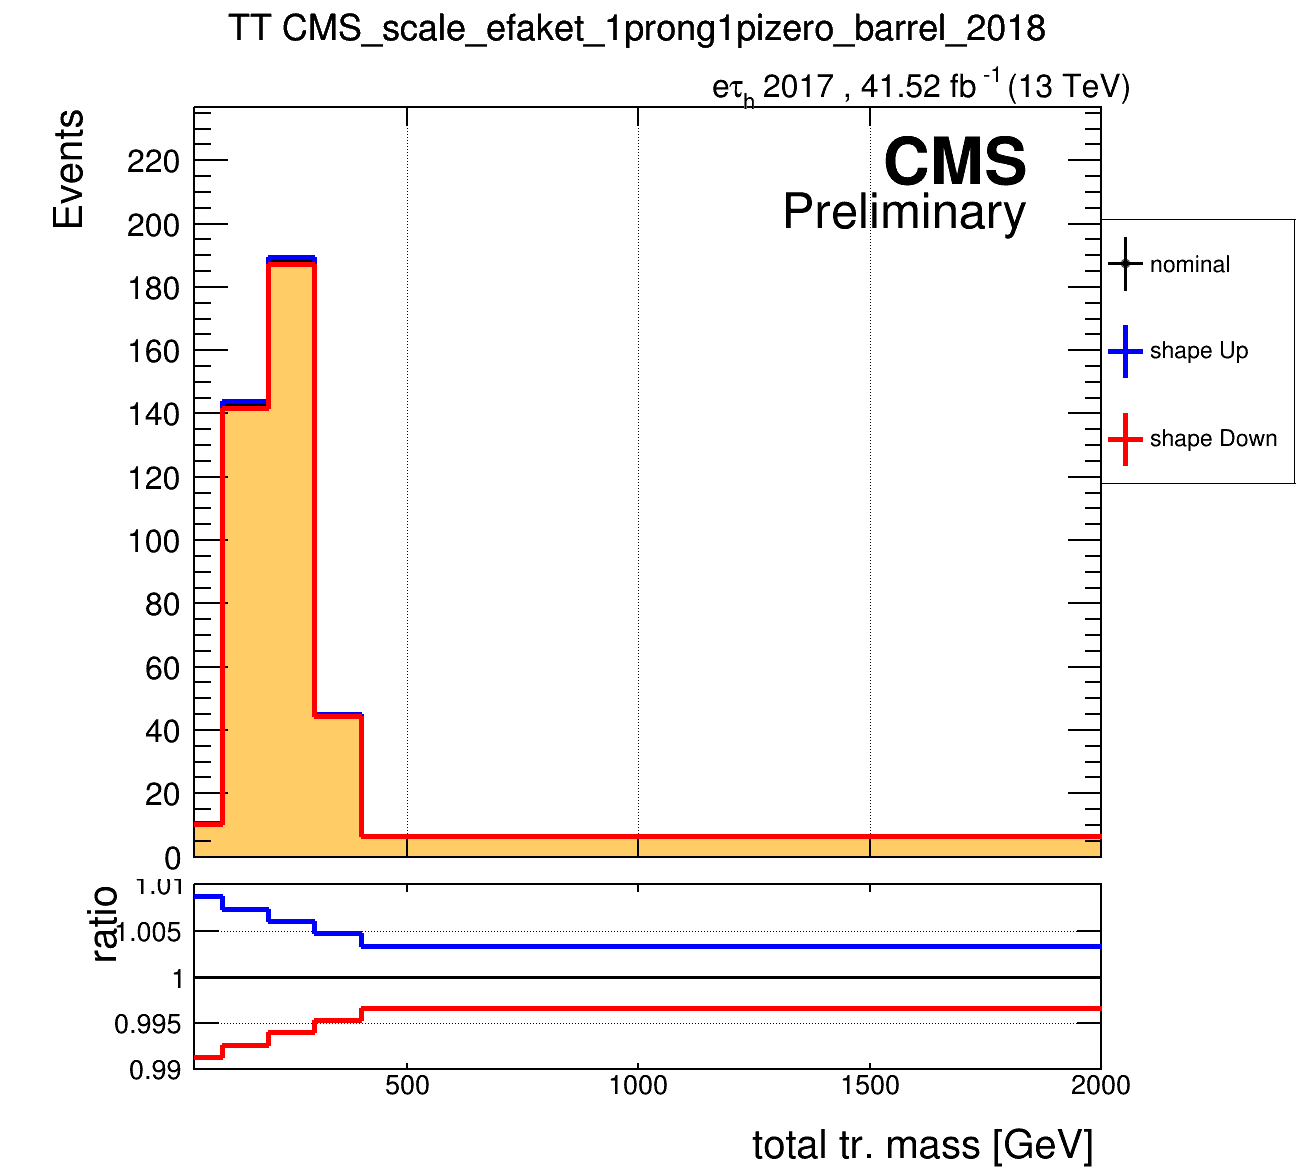 TT CMS_scale_efaket_1prong1pizero_barrel_2018
eτh 2017 , 41.52 fb-1 (13 TeV)
Events
CMS
Preliminary
220
200
180
160
140
120
100
80
60
40
20
0
nominal
shape Up
shape Down
ratio
1.01
1.005
1
0.995
0.99
500
1000
1500
2000
total tr. mass [GeV]